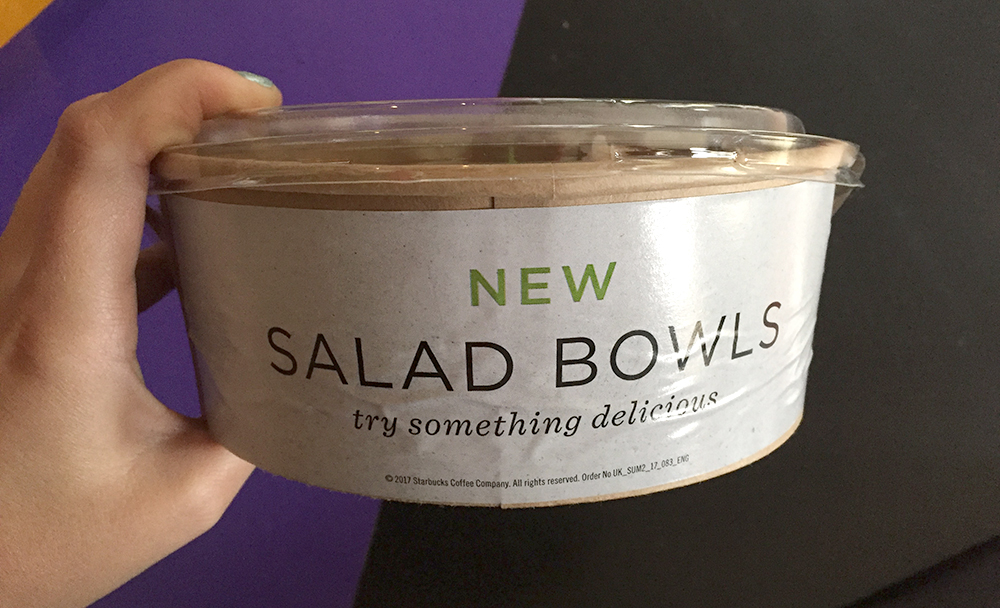 NEW
SALAD BOWLS
try something delicious
© 2017 Starbucks Coffee Company. All rights reserved. Order No UK_SUM2_17_083_ENG